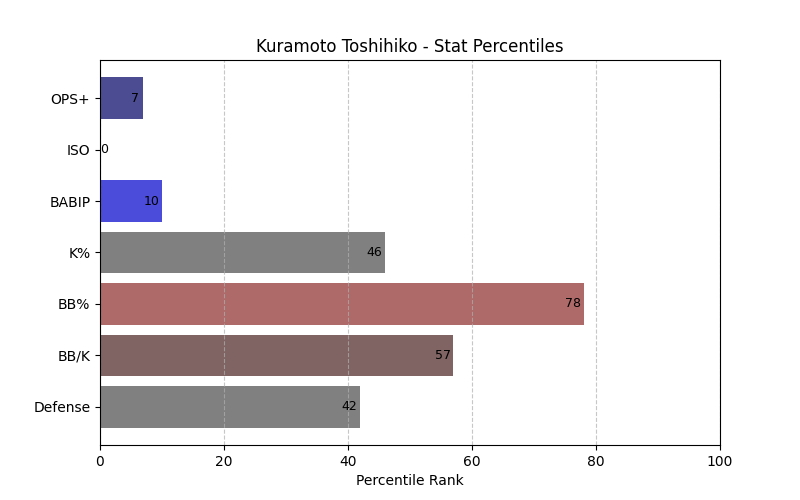 Kuramoto Toshihiko - Stat Percentiles
OPS+ 7
ISO 0
BABIP 10
K% 46
BB% 78
BB/K 57
Defense 42
0 20 40 60 80 100
Percentile Rank